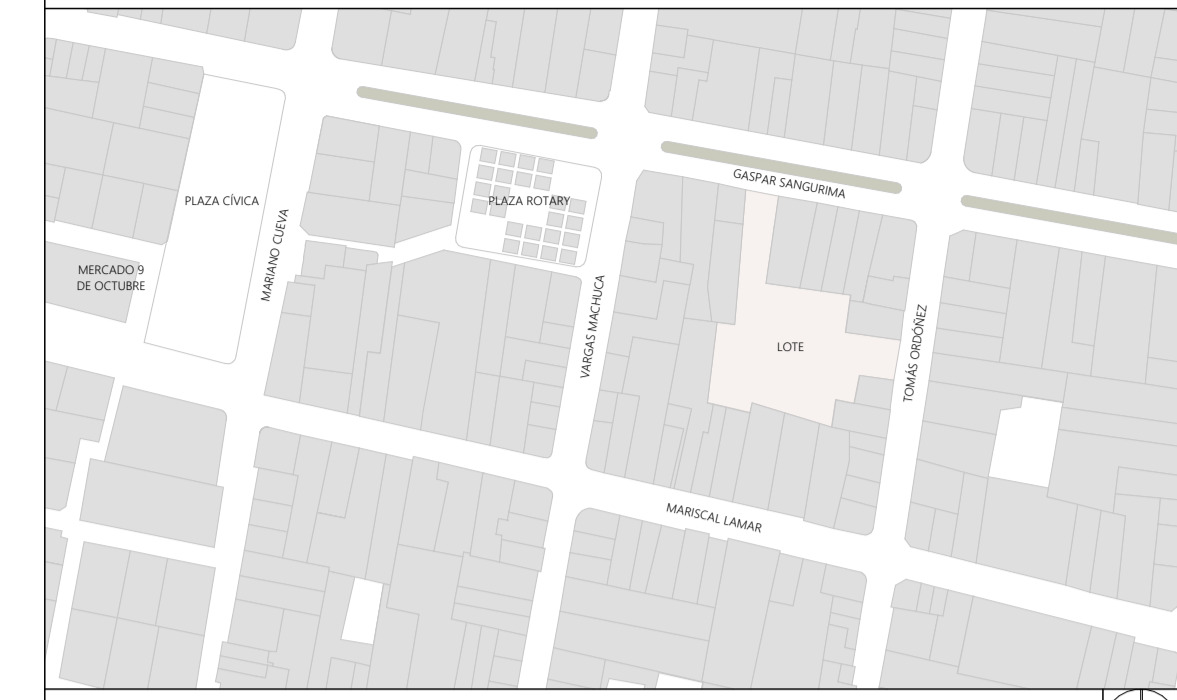 GASPAR SANGURIMA
PLAZA CÍVICA
PLAZA ROTARY
MARIANO CUEVA
MERCADO 9
DE OCTUBRE
VARGAS MACHUCA
LOTE
TOMÁS ORDÓÑEZ
MARISCAL LAMAR